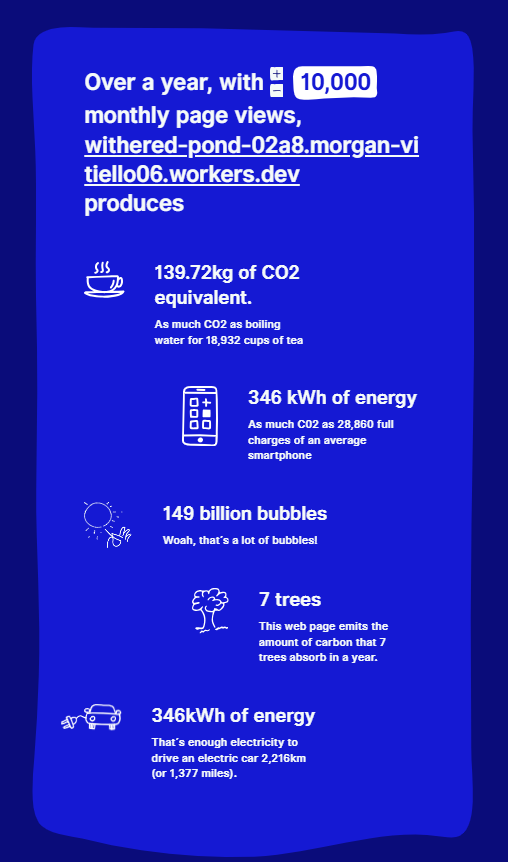 Over a year, with + − 10,000
monthly page views,
withered-pond-02a8.morgan-vi
tiello06.workers.dev
produces
139.72kg of CO2
equivalent.
As much CO2 as boiling
water for 18,932 cups of tea
346 kWh of energy
As much C02 as 28,860 full
charges of an average
smartphone
149 billion bubbles
Woah, that's a lot of bubbles!
7 trees
This web page emits the
amount of carbon that 7
trees absorb in a year.
346kWh of energy
That's enough electricity to
drive an electric car 2,216km
(or 1,377 miles).